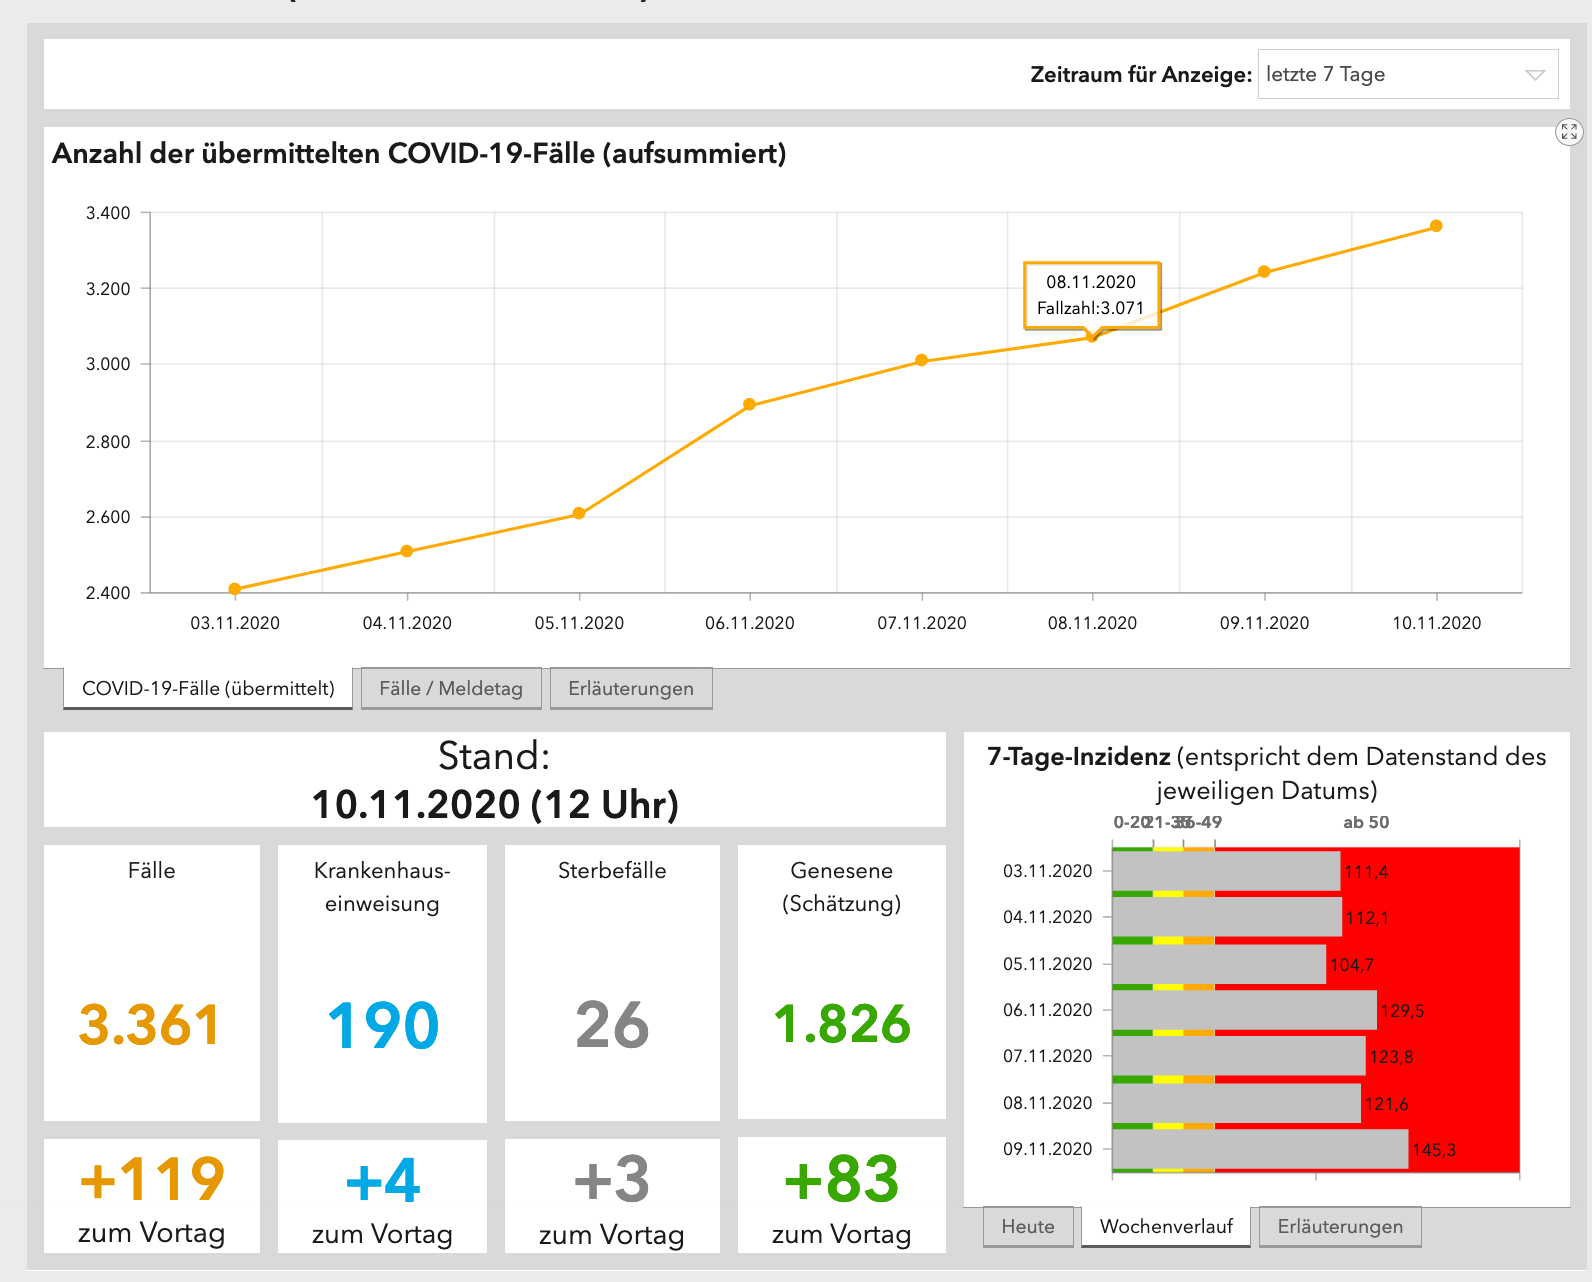 Zeitraum für Anzeige: letzte 7 Tage
Anzahl der übermittelten COVID-19-Fälle (aufsummiert)
3.400
3.200
3.000
2.800
2.600
2.400
08.11.2020
Fallzahl:3.071
03.11.2020 04.11.2020 05.11.2020 06.11.2020 07.11.2020 08.11.2020 09.11.2020 10.11.2020
COVID-19-Fälle (übermittelt) Fälle / Meldetag Erläuterungen
Stand:
10.11.2020 (12 Uhr)
Fälle
3.361
+119
zum Vortag
Krankenhaus-
einweisung
190
+4
zum Vortag
Sterbefälle
26
+3
zum Vortag
Genesene
(Schätzung)
1.826
+83
zum Vortag
7-Tage-Inzidenz (entspricht dem Datenstand des
jeweiligen Datums)
0-20 21-35 36-49 ab 50
03.11.2020 111,4
04.11.2020 112,1
05.11.2020 104,7
06.11.2020 129,5
07.11.2020 123,8
08.11.2020 121,6
09.11.2020 145,3
Heute Wochenverlauf Erläuterungen